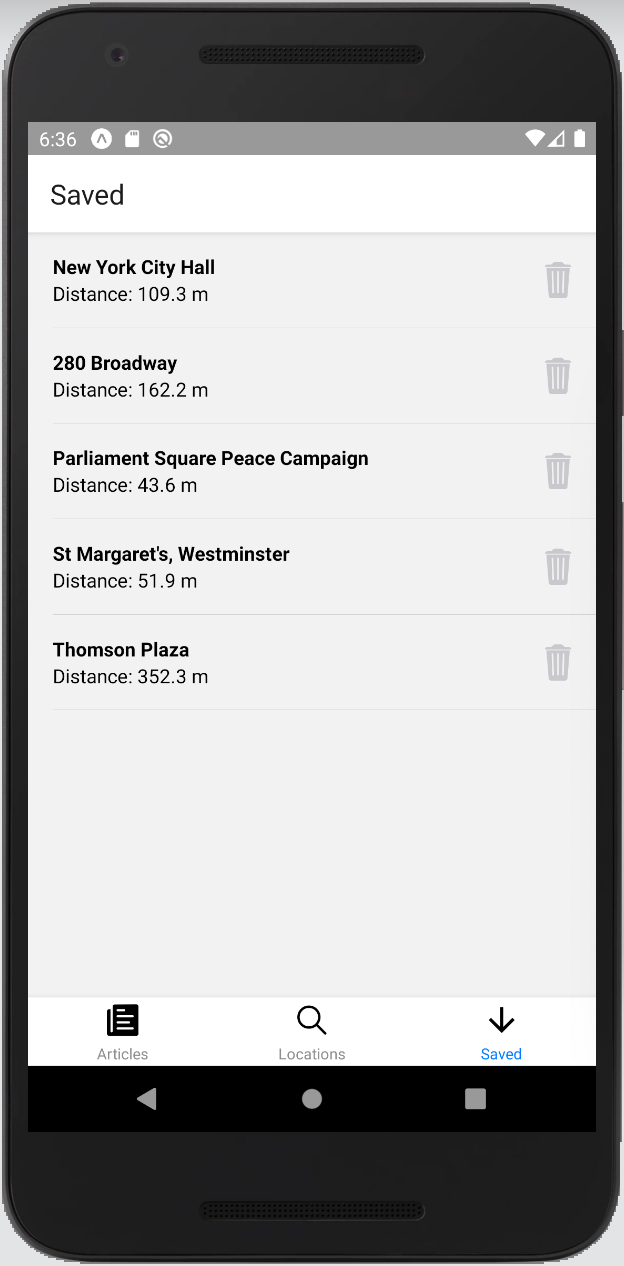 6:36
Saved
New York City Hall
Distance: 109.3 m
280 Broadway
Distance: 162.2 m
Parliament Square Peace Campaign
Distance: 43.6 m
St Margaret's, Westminster
Distance: 51.9 m
Thomson Plaza
Distance: 352.3 m
Articles
Locations
Saved